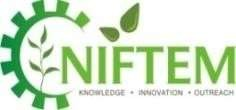 NIFTEM
KNOWLEDGE • INNOVATION • OUTREACH